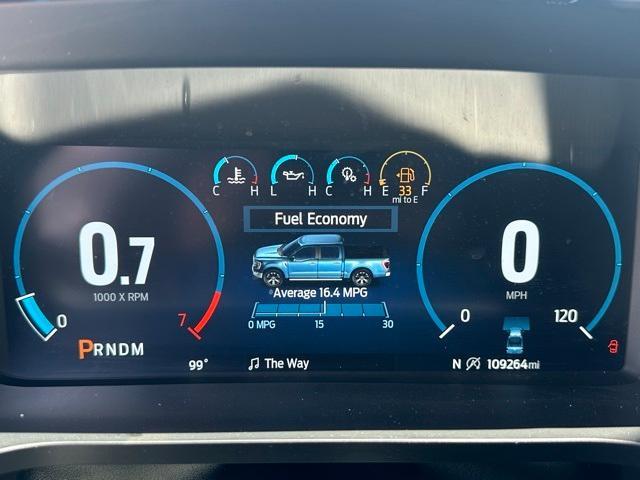 C H L H C H E 33 F
mi to E
Fuel Economy
0.7
1000 X RPM
0
MPH
Average 16.4 MPG
0 MPG 15 30
0 7
0 120
PRNDM
99° The Way N 109264mi